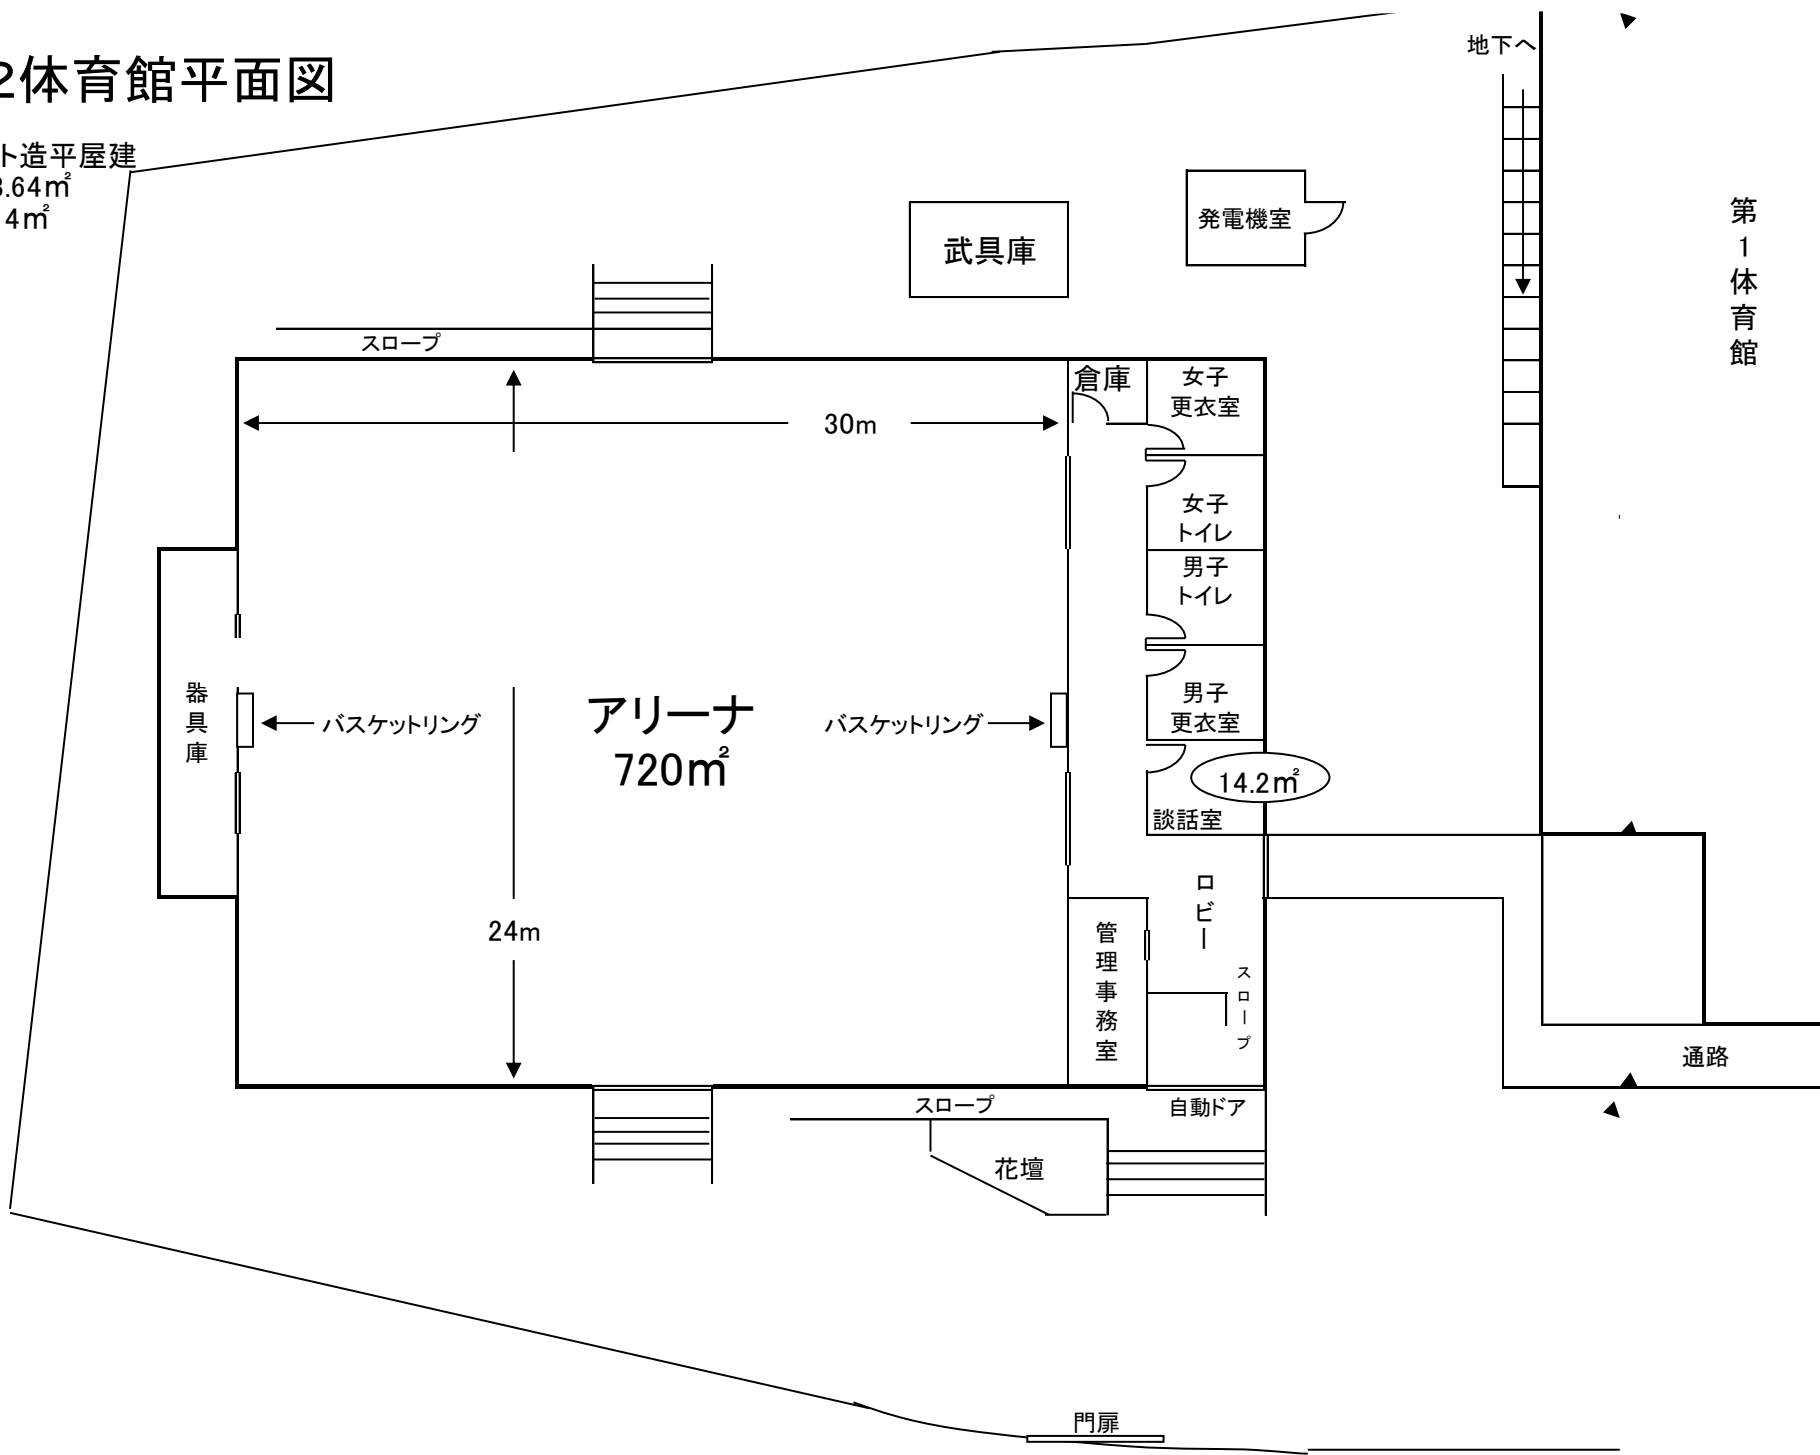 2体育館平面図
ト造平屋建
3.64㎡
4㎡
地下へ
第1体育館
発電機室
武具庫
スロープ
倉庫
女子
更衣室
30m
女子
トイレ
男子
トイレ
器具庫
バスケットリング
アリーナ
720㎡
バスケットリング
男子
更衣室
14.2㎡
談話室
ロビー
24m
管理事務室
スロープ
通路
スロープ
自動ドア
花壇
門扉